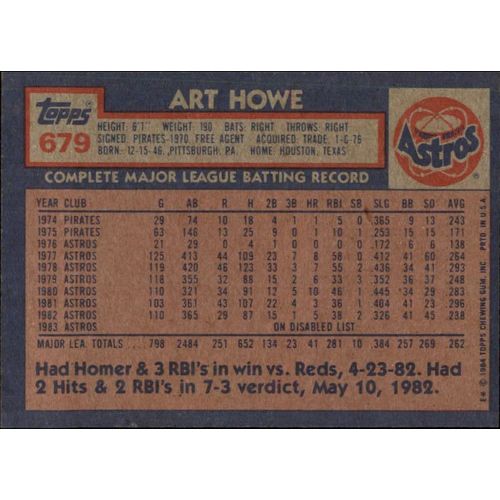 ART HOWE
Topps
679
HEIGHT: 6'1" WEIGHT: 190 BATS: RIGHT THROWS: RIGHT
SIGNED: PIRATES-1970, FREE AGENT ACQUIRED: TRADE, 1-6-76
BORN: 12-15-46, PITTSBURGH, PA. HOME: HOUSTON, TEXAS
Astros
COMPLETE MAJOR LEAGUE BATTING RECORD
YEAR CLUB G AB R H 2B 3B HR RBI SB SLG BB SO AVG
1974 PIRATES 29 74 10 18 4 1 1 5 0 .365 9 13 .243
1975 PIRATES 63 146 13 25 9 0 1 10 1 .253 15 15 .171
1976 ASTROS 21 29 0 4 1 0 0 0 0 .172 6 6 .138
1977 ASTROS 125 413 44 109 23 7 8 58 0 .412 41 60 .264
1978 ASTROS 119 420 46 123 33 3 7 55 2 .436 34 41 .293
1979 ASTROS 118 355 32 88 15 2 6 33 3 .352 36 37 .248
1980 ASTROS 110 321 34 91 12 5 10 46 1 .445 34 29 .283
1981 ASTROS 103 361 43 107 22 4 3 36 1 .404 41 23 .296
1982 ASTROS 110 365 29 87 15 1 5 38 2 .326 41 45 .238
1983 ASTROS ON DISABLED LIST
MAJOR LEA. TOTALS 798 2484 251 652 134 23 41 281 10 .384 257 269 .262
Had Homer & 3 RBI's in win vs. Reds, 4-23-82. Had
2 Hits & 2 RBI's in 7-3 verdict, May 10, 1982.
© 1984 TOPPS CHEWING GUM, INC. PRTD. IN U.S.A.